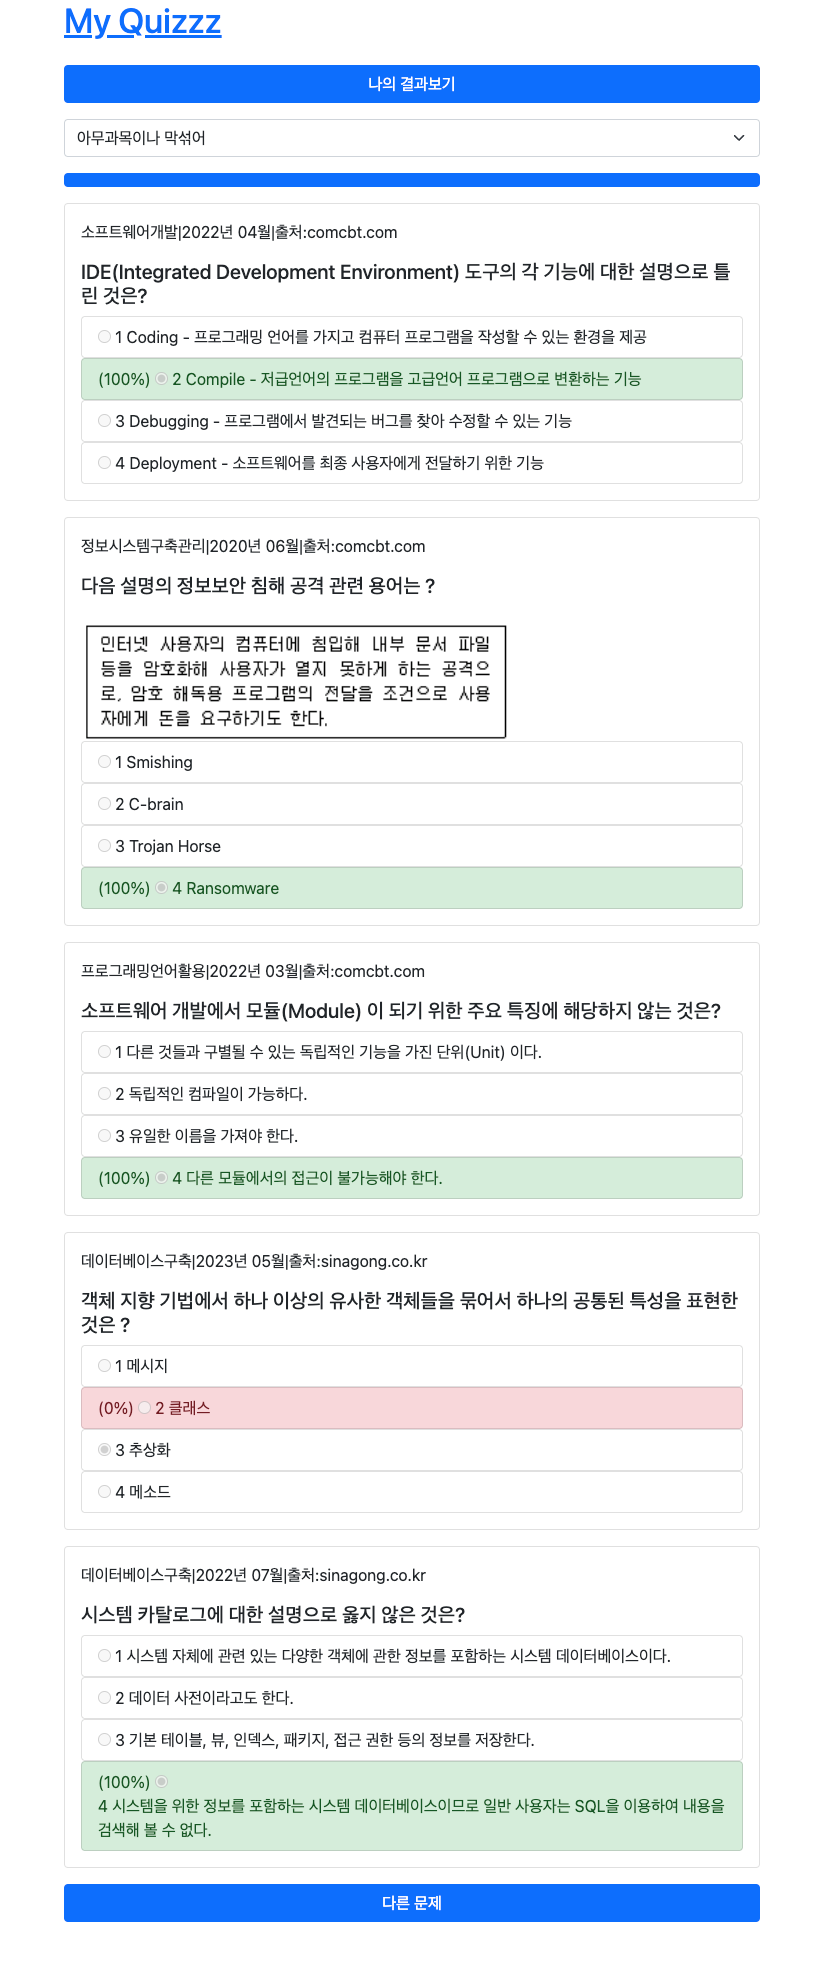 My Quizzz
나의 결과보기
아무과목이나 막섞어
소프트웨어개발|2022년 04월|출처:comcbt.com
IDE(Integrated Development Environment) 도구의 각 기능에 대한 설명으로 틀
린 것은?
1 Coding - 프로그래밍 언어를 가지고 컴퓨터 프로그램을 작성할 수 있는 환경을 제공
(100%) 2 Compile - 저급언어의 프로그램을 고급언어 프로그램으로 변환하는 기능
3 Debugging - 프로그램에서 발견되는 버그를 찾아 수정할 수 있는 기능
4 Deployment - 소프트웨어를 최종 사용자에게 전달하기 위한 기능
정보시스템구축관리|2020년 06월|출처:comcbt.com
다음 설명의 정보보안 침해 공격 관련 용어는 ?
인터넷 사용자의 컴퓨터에 침입해 내부 문서 파일
등을 암호화해 사용자가 열지 못하게 하는 공격으
로, 암호 해독용 프로그램의 전달을 조건으로 사용
자에게 돈을 요구하기도 한다.
1 Smishing
2 C-brain
3 Trojan Horse
(100%) 4 Ransomware
프로그래밍언어활용|2022년 03월|출처:comcbt.com
소프트웨어 개발에서 모듈(Module) 이 되기 위한 주요 특징에 해당하지 않는 것은?
1 다른 것들과 구별될 수 있는 독립적인 기능을 가진 단위(Unit) 이다.
2 독립적인 컴파일이 가능하다.
3 유일한 이름을 가져야 한다.
(100%) 4 다른 모듈에서의 접근이 불가능해야 한다.
데이터베이스구축|2023년 05월|출처:sinagong.co.kr
객체 지향 기법에서 하나 이상의 유사한 객체들을 묶어서 하나의 공통된 특성을 표현한
것은 ?
1 메시지
(0%) 2 클래스
3 추상화
4 메소드
데이터베이스구축|2022년 07월|출처:sinagong.co.kr
시스템 카탈로그에 대한 설명으로 옳지 않은 것은?
1 시스템 자체에 관련 있는 다양한 객체에 관한 정보를 포함하는 시스템 데이터베이스이다.
2 데이터 사전이라고도 한다.
3 기본 테이블, 뷰, 인덱스, 패키지, 접근 권한 등의 정보를 저장한다.
(100%)
4 시스템을 위한 정보를 포함하는 시스템 데이터베이스이므로 일반 사용자는 SQL을 이용하여 내용을
검색해 볼 수 없다.
다른 문제